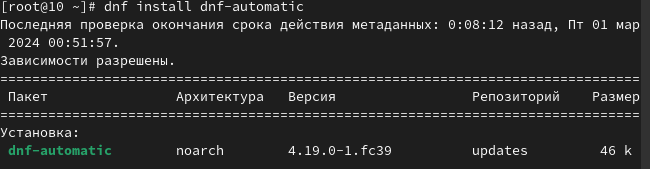 [root@10 ~]# dnf install dnf-automatic
Последняя проверка окончания срока действия метаданных: 0:08:12 назад, Пт 01 мар
 2024 00:51:57.
Зависимости разрешены.
================================================================================
 Пакет                Архитектура   Версия                 Репозиторий    Размер
================================================================================
Установка:
 dnf-automatic        noarch        4.19.0-1.fc39          updates         46 k